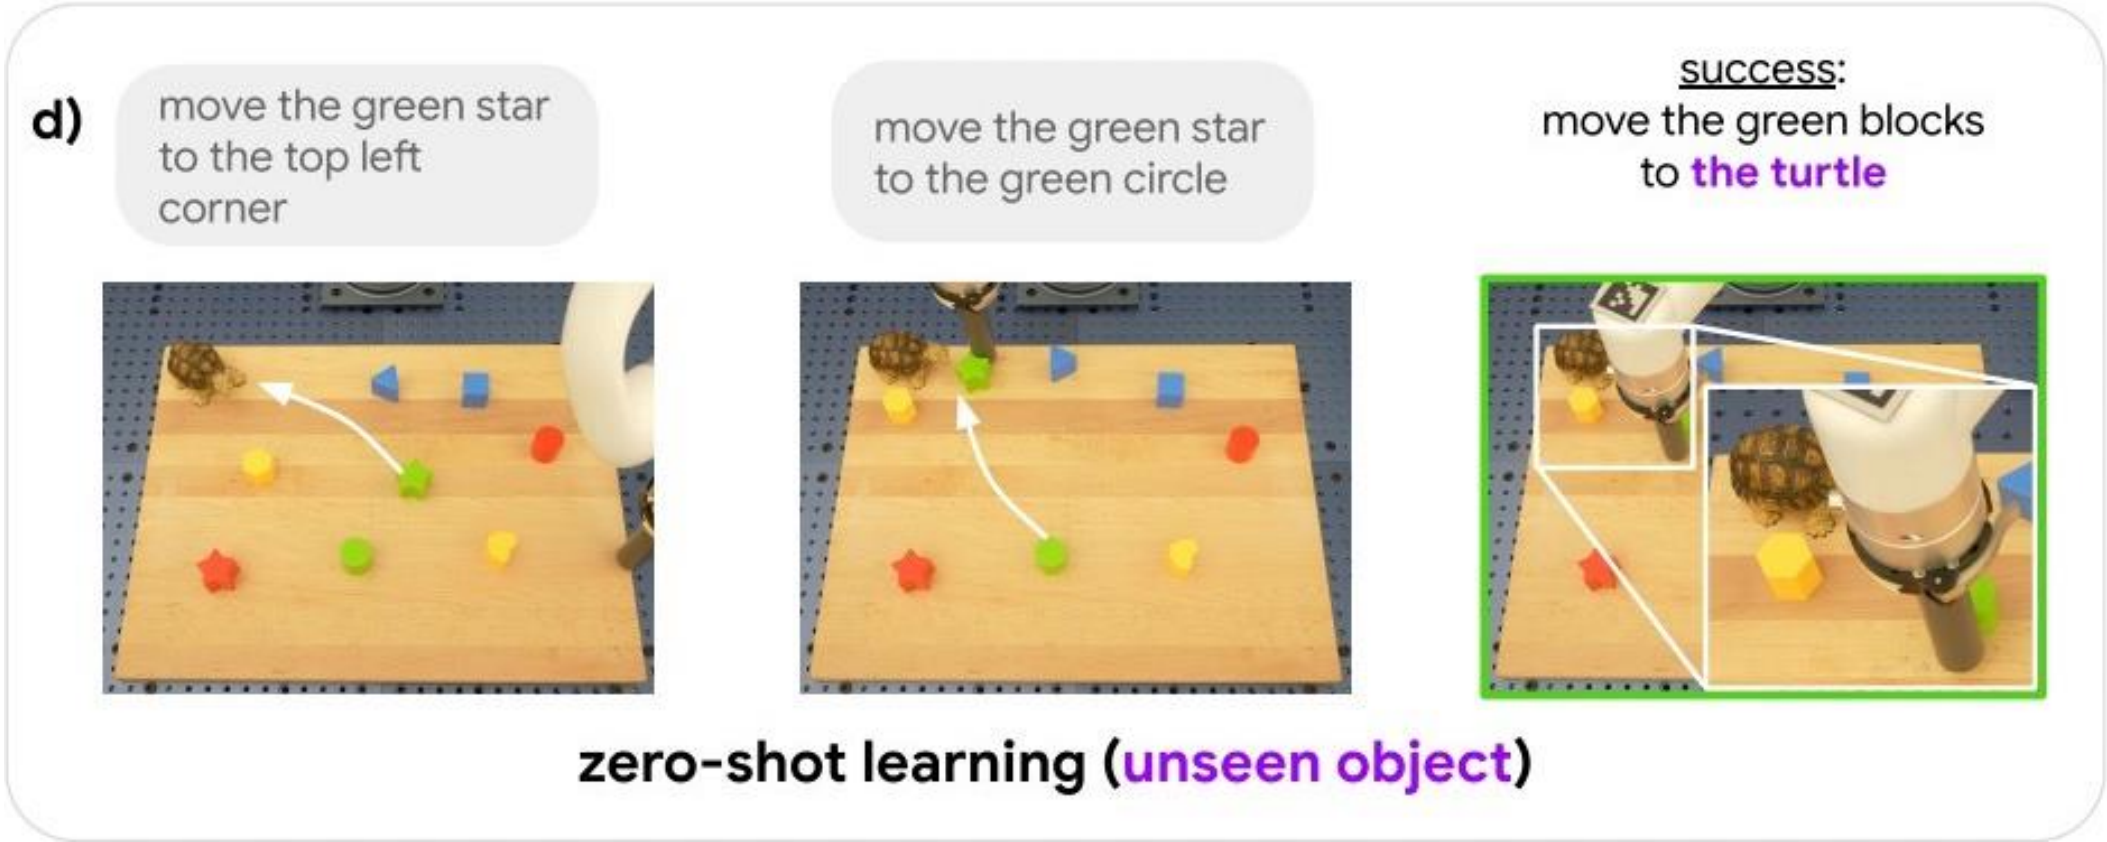 d)
move the green star
to the top left
corner
move the green star
to the green circle
success:
move the green blocks
to the turtle
zero-shot learning (unseen object)